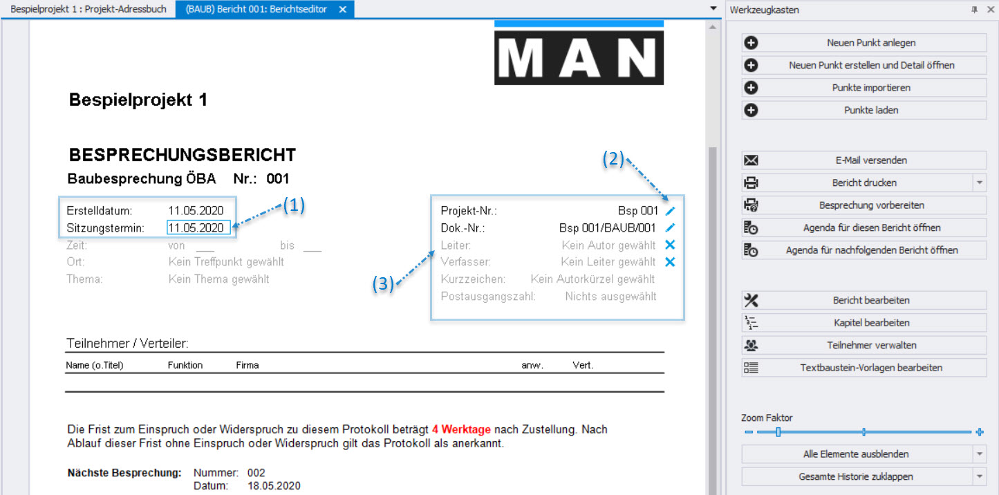 Beispielprojekt 1 : Projekt-Adressbuch
(BAUB) Bericht 001: Berichtseditor
MAN
Bespielprojekt 1
BESPRECHUNGSBERICHT
Baubesprechung ÖBA Nr.: 001
(1)
(2)
(3)
Erstelldatum: 11.05.2020
Sitzungstermin: 11.05.2020
Zeit: von ___ bis ___
Ort: Kein Treffpunkt gewählt
Thema: Kein Thema gewählt
Projekt-Nr.: Bsp 001
Dok.-Nr.: Bsp 001/BAUB/001
Leiter: Kein Autor gewählt
Verfasser: Kein Leiter gewählt
Kurzzeichen: Kein Autorkürzel gewählt
Postausgangszahl: Nichts ausgewählt
Teilnehmer / Verteiler:
Name (o.Titel) Funktion Firma anw. Vert.
Die Frist zum Einspruch oder Widerspruch zu diesem Protokoll beträgt 4 Werktage nach Zustellung. Nach
Ablauf dieser Frist ohne Einspruch oder Widerspruch gilt das Protokoll als anerkannt.
Nächste Besprechung: Nummer: 002
Datum: 18.05.2020
Werkzeugkasten
Neuen Punkt anlegen
Neuen Punkt erstellen und Detail öffnen
Punkte importieren
Punkte laden
E-Mail versenden
Bericht drucken
Besprechung vorbereiten
Agenda für diesen Bericht öffnen
Agenda für nachfolgenden Bericht öffnen
Bericht bearbeiten
Kapitel bearbeiten
Teilnehmer verwalten
Textbaustein-Vorlagen bearbeiten
Zoom Faktor
Alle Elemente ausblenden
Gesamte Historie zuklappen